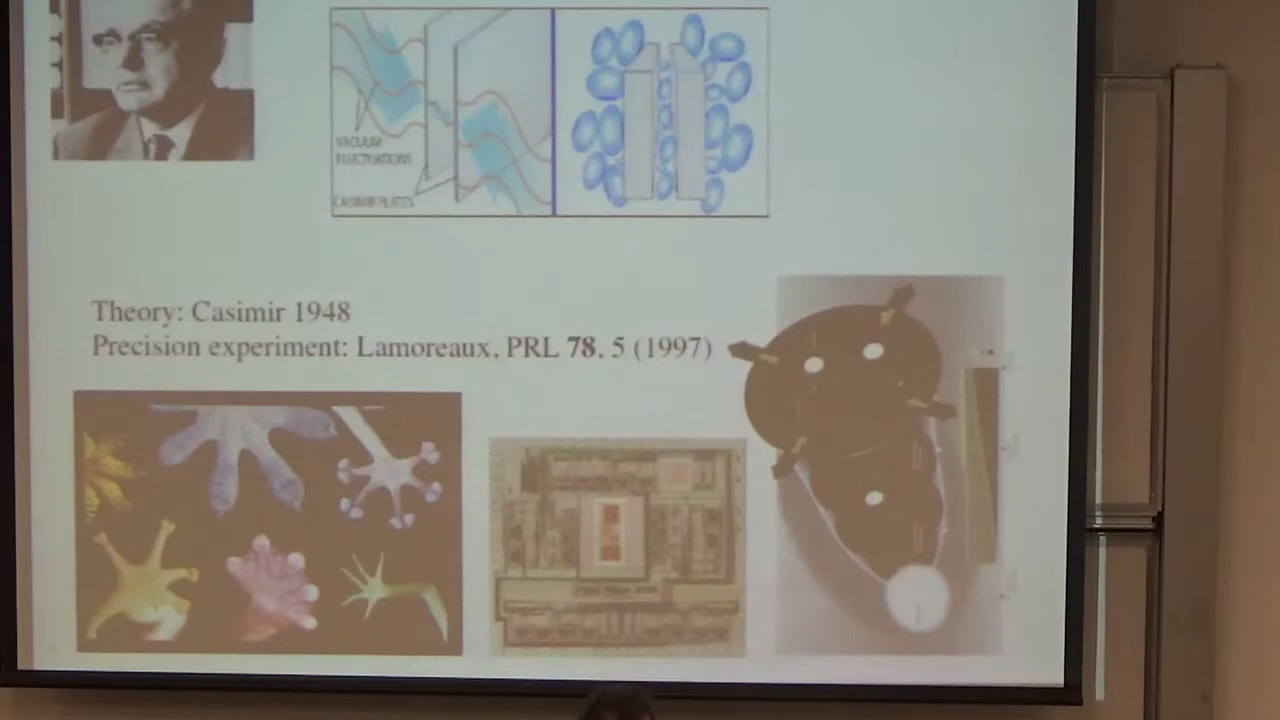 VACUUM
FLUCTUATIONS
CASIMIR PLATES
Theory: Casimir 1948
Precision experiment: Lamoreaux, PRL 78, 5 (1997)